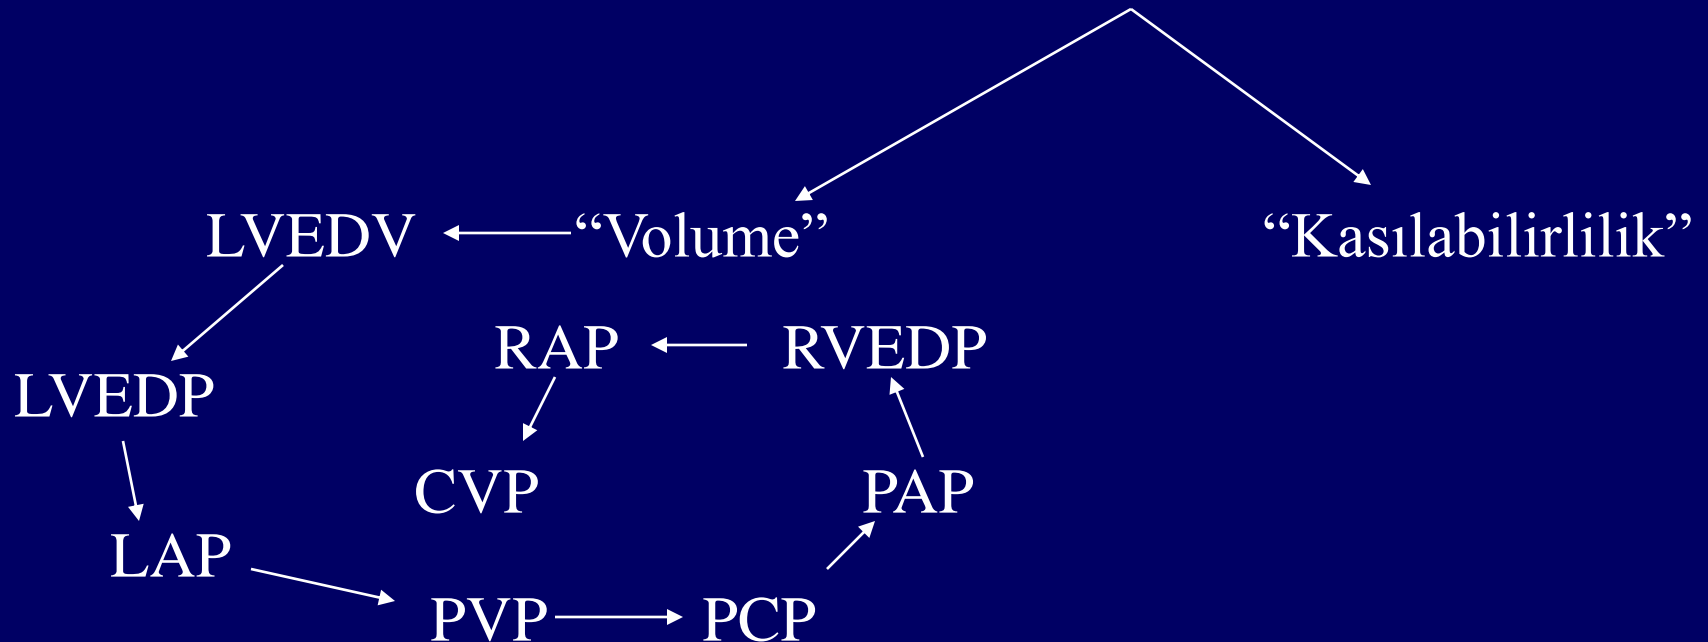 LVEDV “Volume” “Kasılabilirlilik”
RAP RVEDP
LVEDP
CVP PAP
LAP
PVP PCP